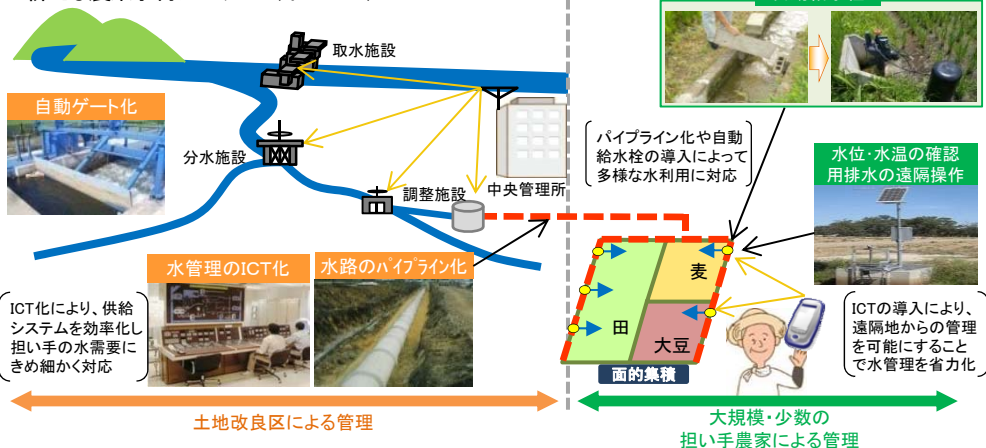 取水施設
自動ゲート化
分水施設
調整施設
中央管理所
パイプライン化や自動
給水栓の導入によって
多様な水利用に対応
水位・水温の確認
用排水の遠隔操作
水管理のICT化
水路のパイプライン化
ICT化により、供給
システムを効率化し
担い手の水需要に
きめ細かく対応
麦
田
大豆
面的集積
ICTの導入により、
遠隔地からの管理
を可能にすること
で水管理を省力化
土地改良区による管理
大規模・少数の
担い手農家による管理